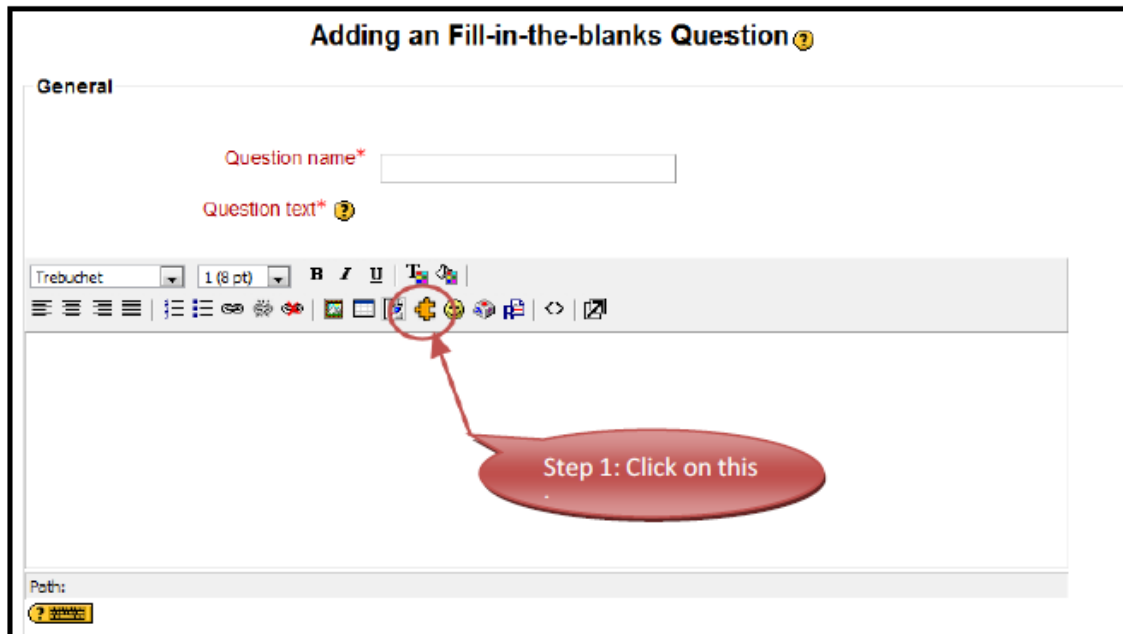 Adding an Fill-in-the-blanks Question ?
General
Question name*
Question text* ?
Trebuchet 1 (8 pt) B I U T
Step 1: Click on this
.
Path:
?